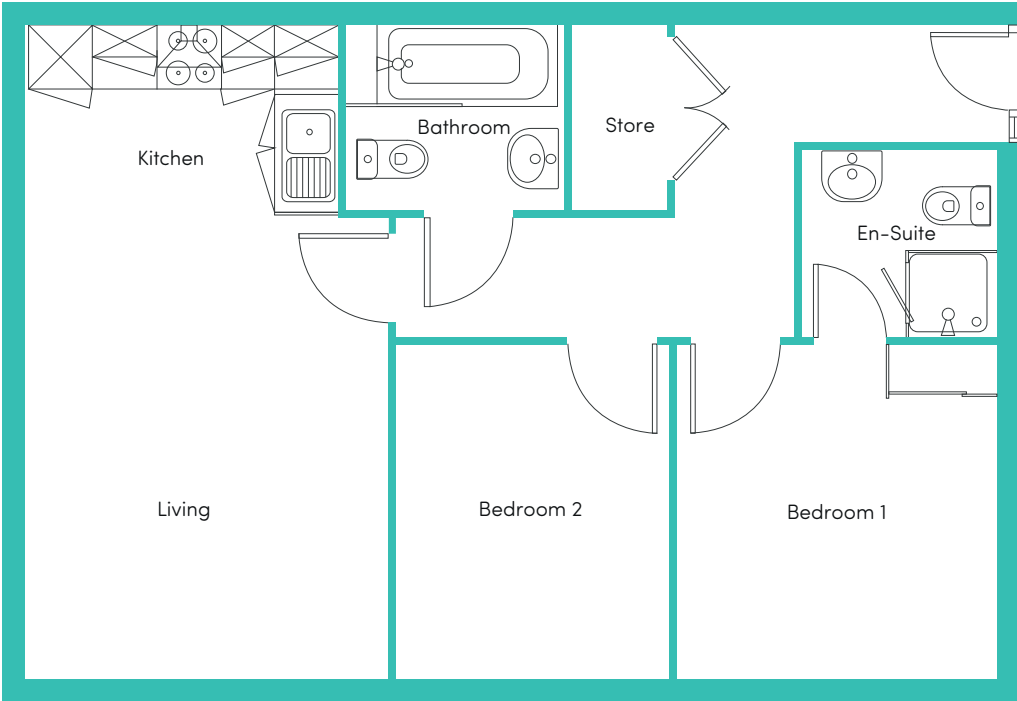 Bathroom
Store
Kitchen
En-Suite
Living
Bedroom 2
Bedroom 1